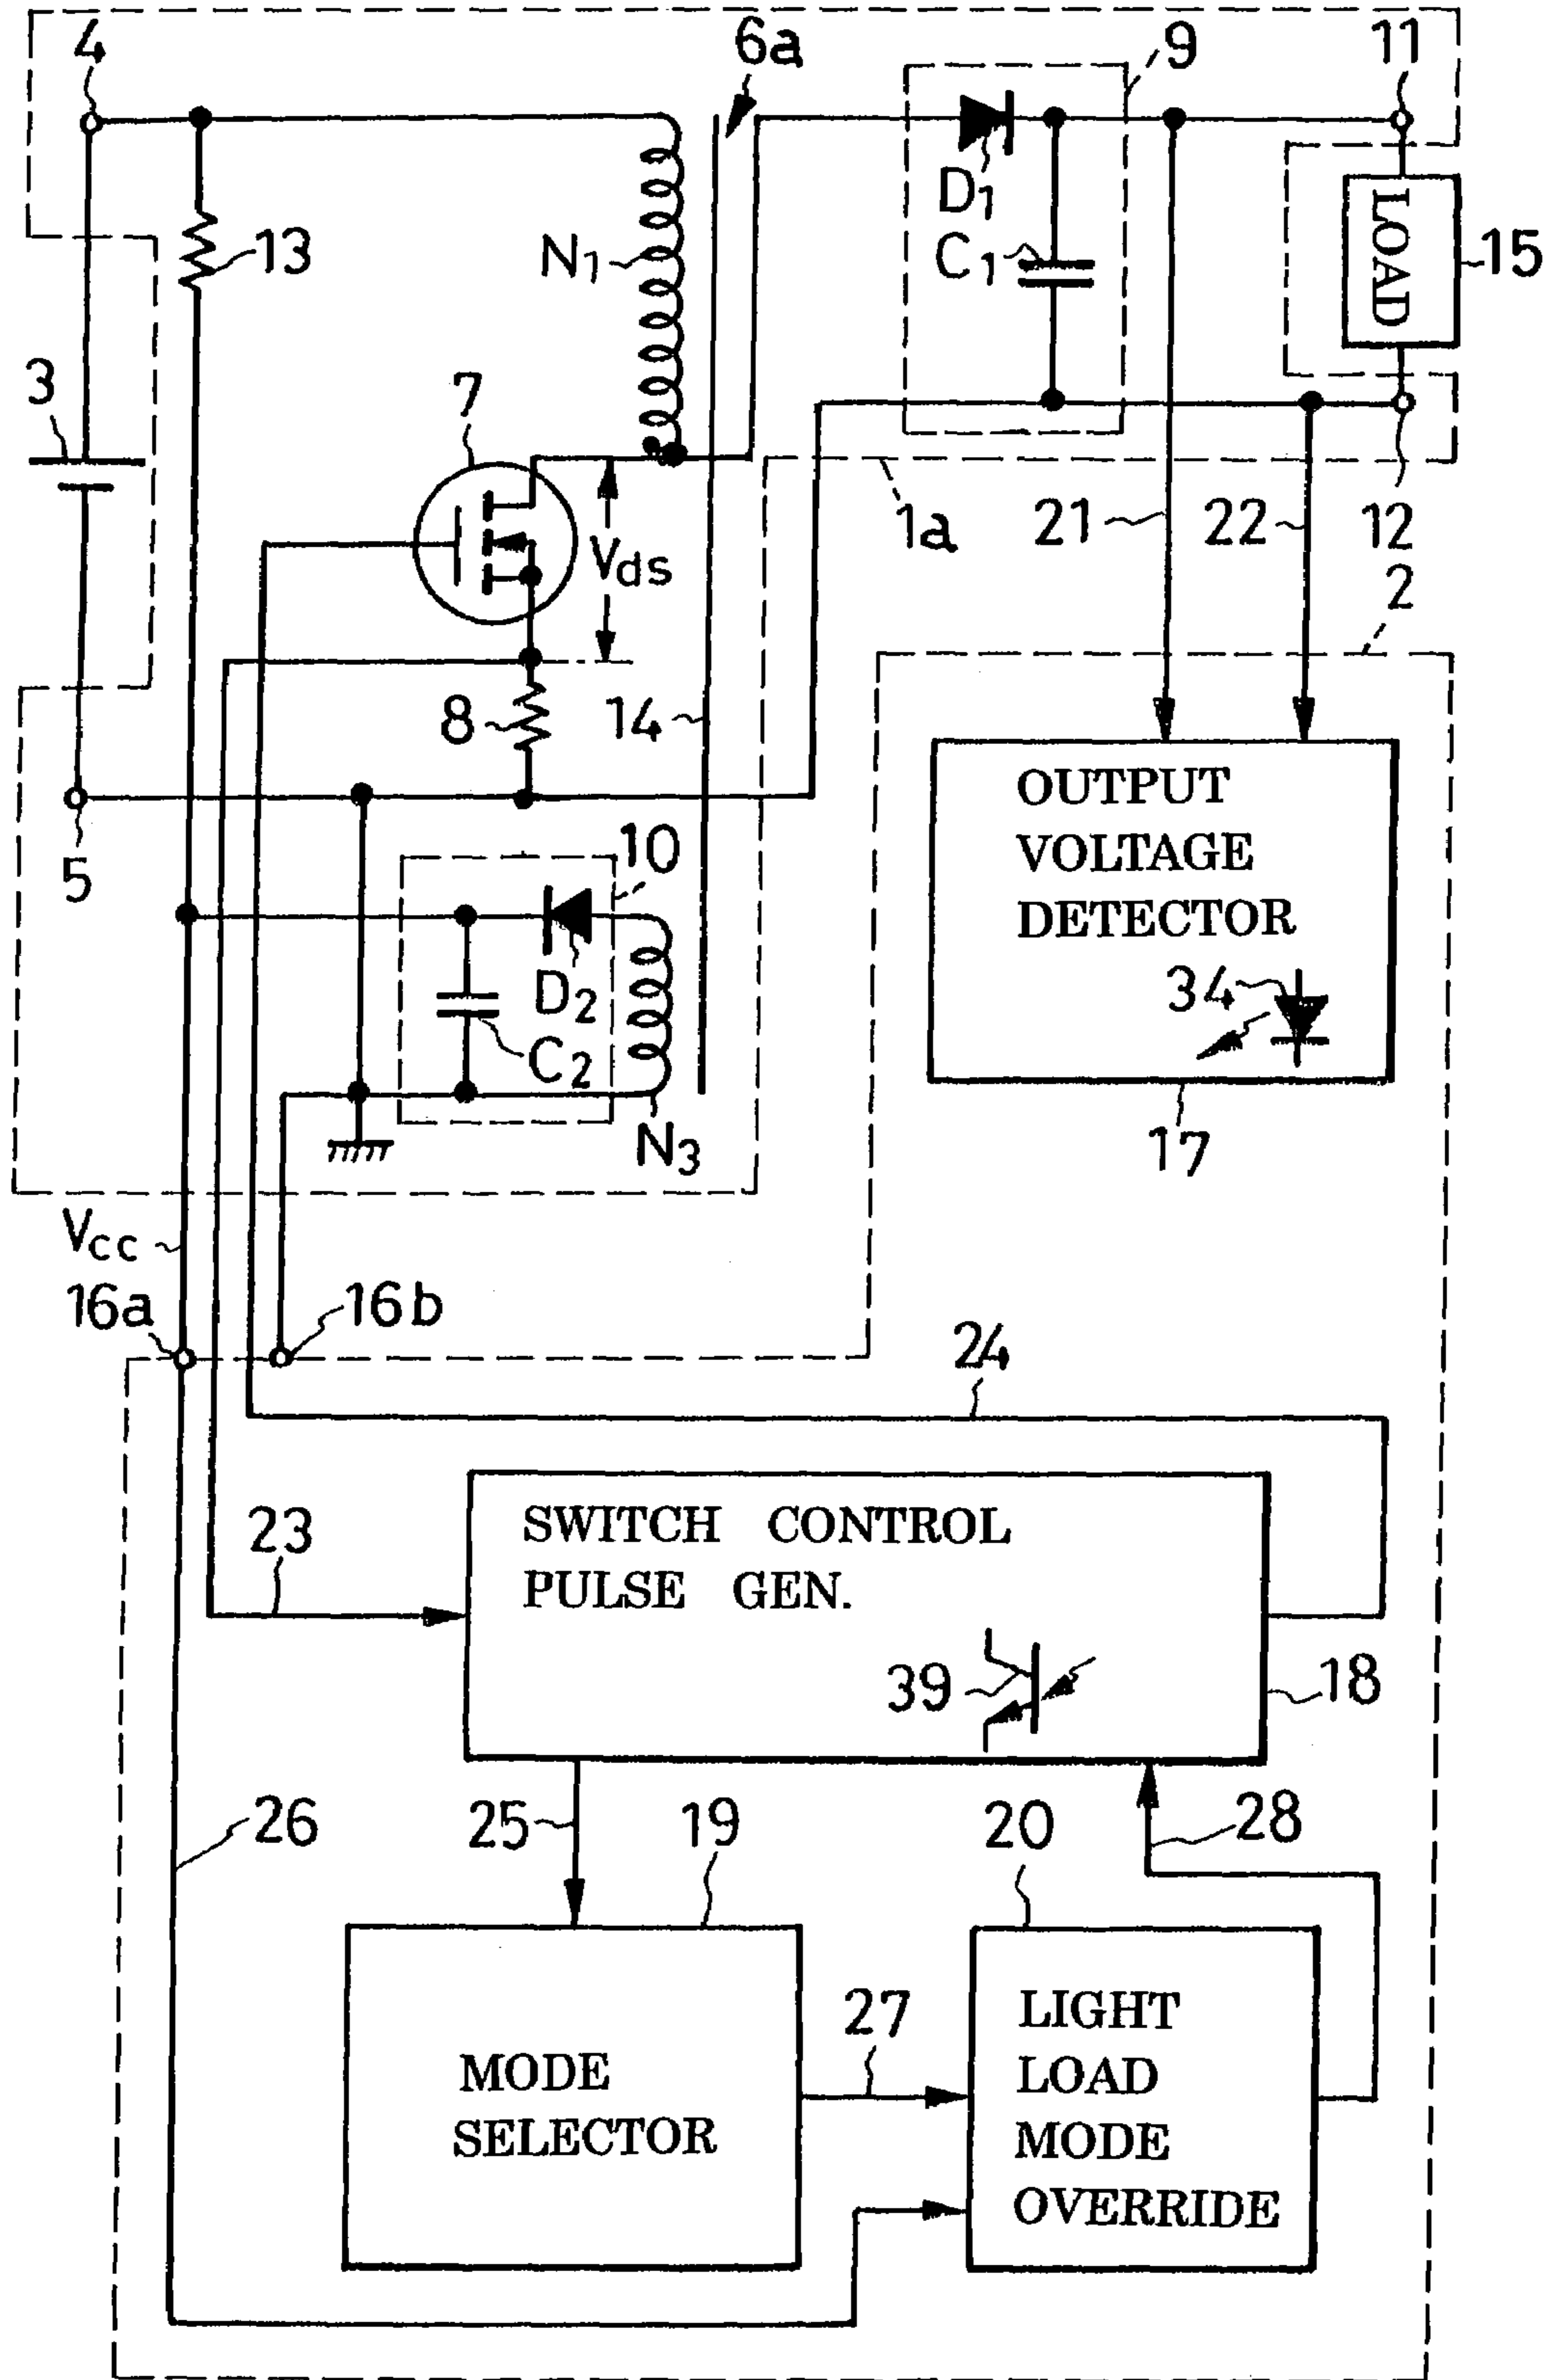 4
6a
9
11
D1
C1
LOAD
15
13
N1
3
7
Vds
1a
21
22
12
2
8
14
5
10
D2
C2
N3
OUTPUT
VOLTAGE
DETECTOR
34
17
Vcc
16a
16b
24
23
SWITCH CONTROL
PULSE GEN.
39
18
26
25
19
20
28
MODE
SELECTOR
27
LIGHT
LOAD
MODE
OVERRIDE